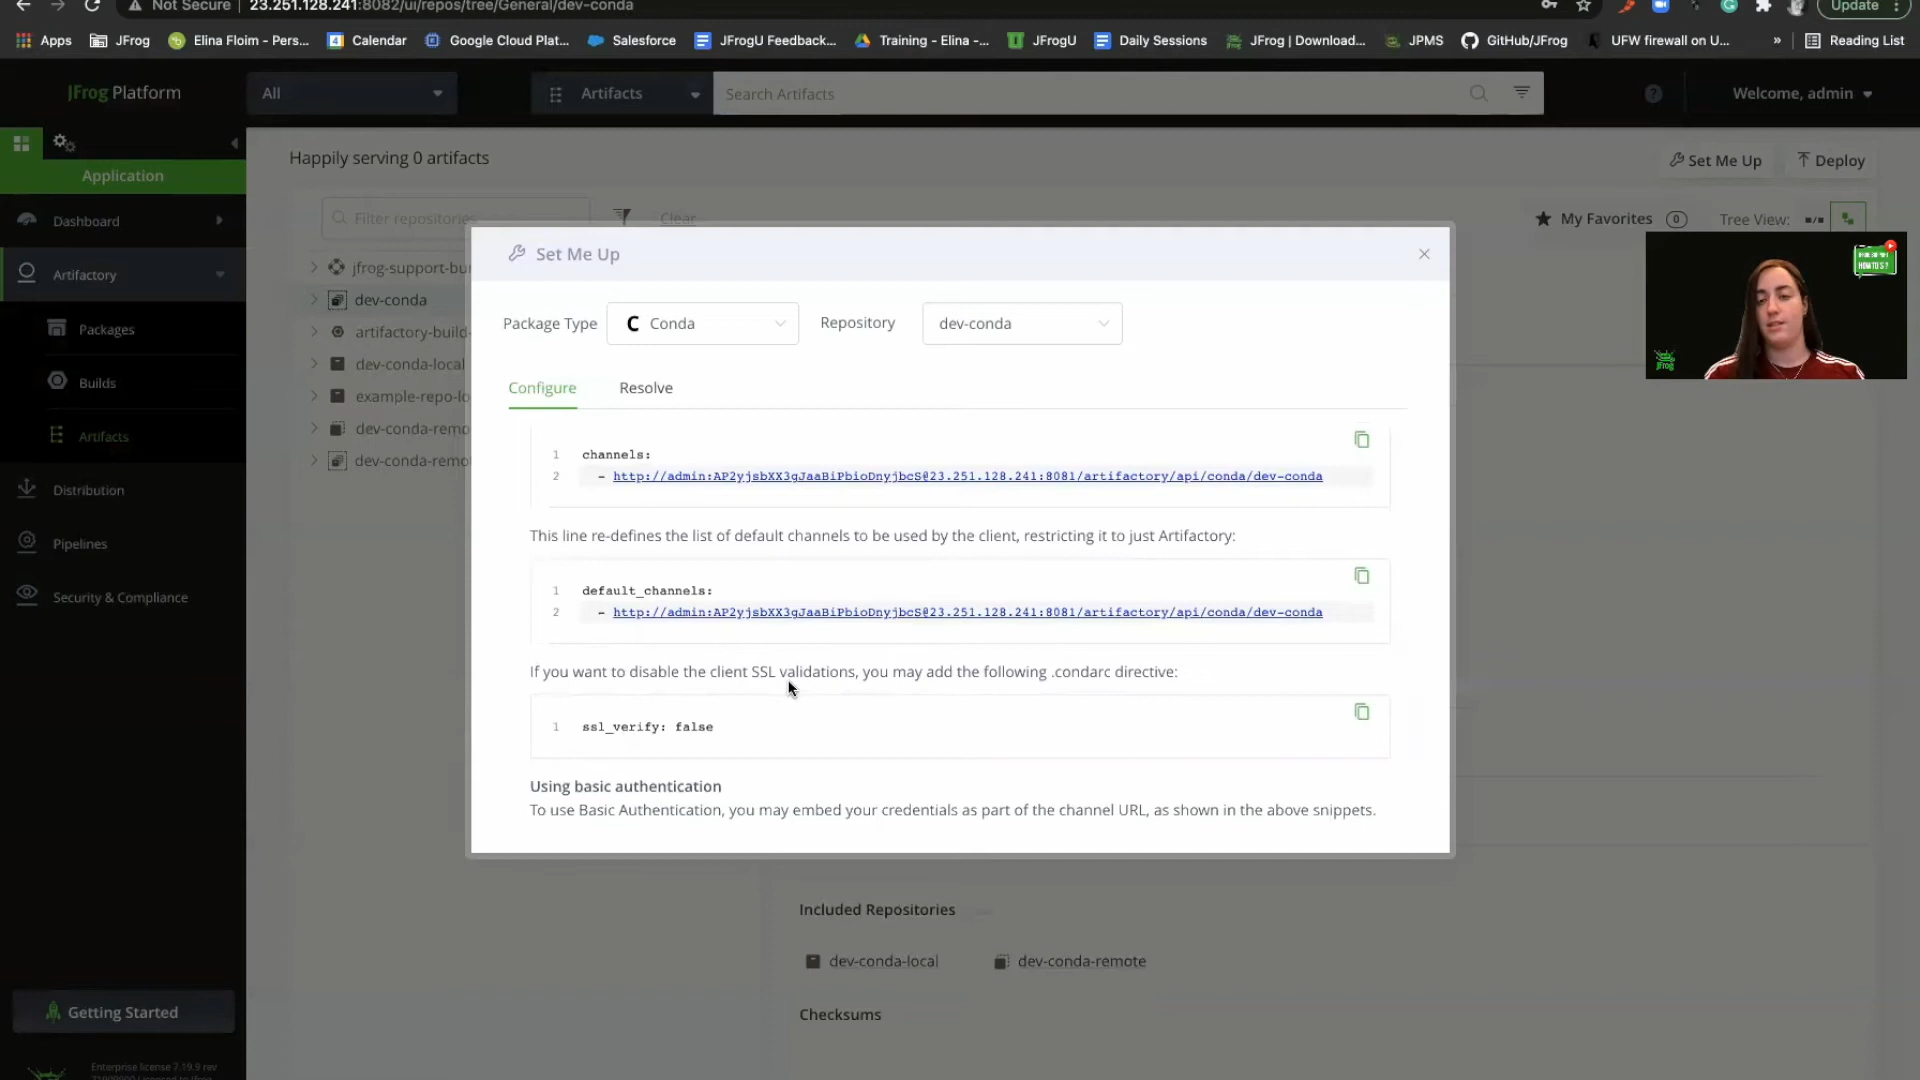 Not Secure 23.251.128.241:8082/ui/repos/tree/General/dev-conda Update
Apps JFrog Elina Floim - Pers... Calendar Google Cloud Plat... Salesforce JFrogU Feedback... Training - Elina -... JFrogU Daily Sessions JFrog | Download... JPMS GitHub/JFrog UFW firewall on U... » Reading List
JFrog Platform All Artifacts Search Artifacts ? Welcome, admin
Happily serving 0 artifacts Set Me Up Deploy
Application
Filter repositories Clear My Favorites 0 Tree View:
Dashboard
Artifactory
Packages
Builds
Artifacts
Distribution
Pipelines
Security & Compliance
Getting Started
Enterprise license 7.19.9 rev
jfrog-support-bu
dev-conda
artifactory-build-
dev-conda-local
example-repo-lo
dev-conda-remo
dev-conda-remo
Set Me Up
Package Type Conda Repository dev-conda
Configure Resolve
1 channels:
2 - http://admin:AP2yjsbXX3gJaaBiPbioDnyjbcS@23.251.128.241:8081/artifactory/api/conda/dev-conda
This line re-defines the list of default channels to be used by the client, restricting it to just Artifactory:
1 default_channels:
2 - http://admin:AP2yjsbXX3gJaaBiPbioDnyjbcS@23.251.128.241:8081/artifactory/api/conda/dev-conda
If you want to disable the client SSL validations, you may add the following .condarc directive:
1 ssl_verify: false
Using basic authentication
To use Basic Authentication, you may embed your credentials as part of the channel URL, as shown in the above snippets.
Included Repositories
dev-conda-local dev-conda-remote
Checksums
HOW TO'S?
JFrog